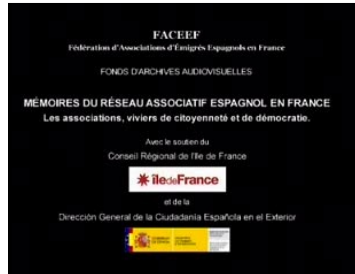 FACEEF
Fédération d'Associations d'Émigrés Espagnols en France
FONDS D'ARCHIVES AUDIOVISUELLES
MÉMOIRES DU RÉSEAU ASSOCIATIF ESPAGNOL EN FRANCE
Les associations, viviers de citoyenneté et de démocratie.
Avec le soutien du
Conseil Régional de l'Ile de France
îledeFrance
et de la
Dirección General de la Ciudadanía Española en el Exterior